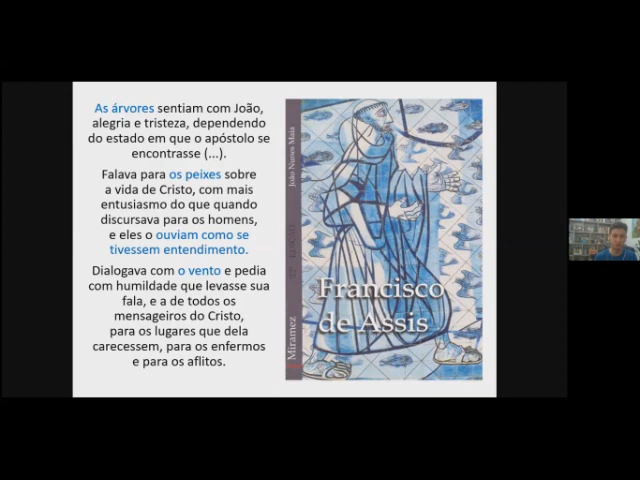 As árvores sentiam com João,
alegria e tristeza, dependendo
do estado em que o apóstolo se
encontrasse (...).
Falava para os peixes sobre
a vida de Cristo, com mais
entusiasmo do que quando
discursava para os homens,
e eles o ouviam como se
tivessem entendimento.
Dialogava com o vento e pedia
com humildade que levasse sua
fala, e a de todos os
mensageiros do Cristo,
para os lugares que dela
carecessem, para os enfermos
e para os aflitos.
João Nunes Maia
Miramez
Francisco
de Assis